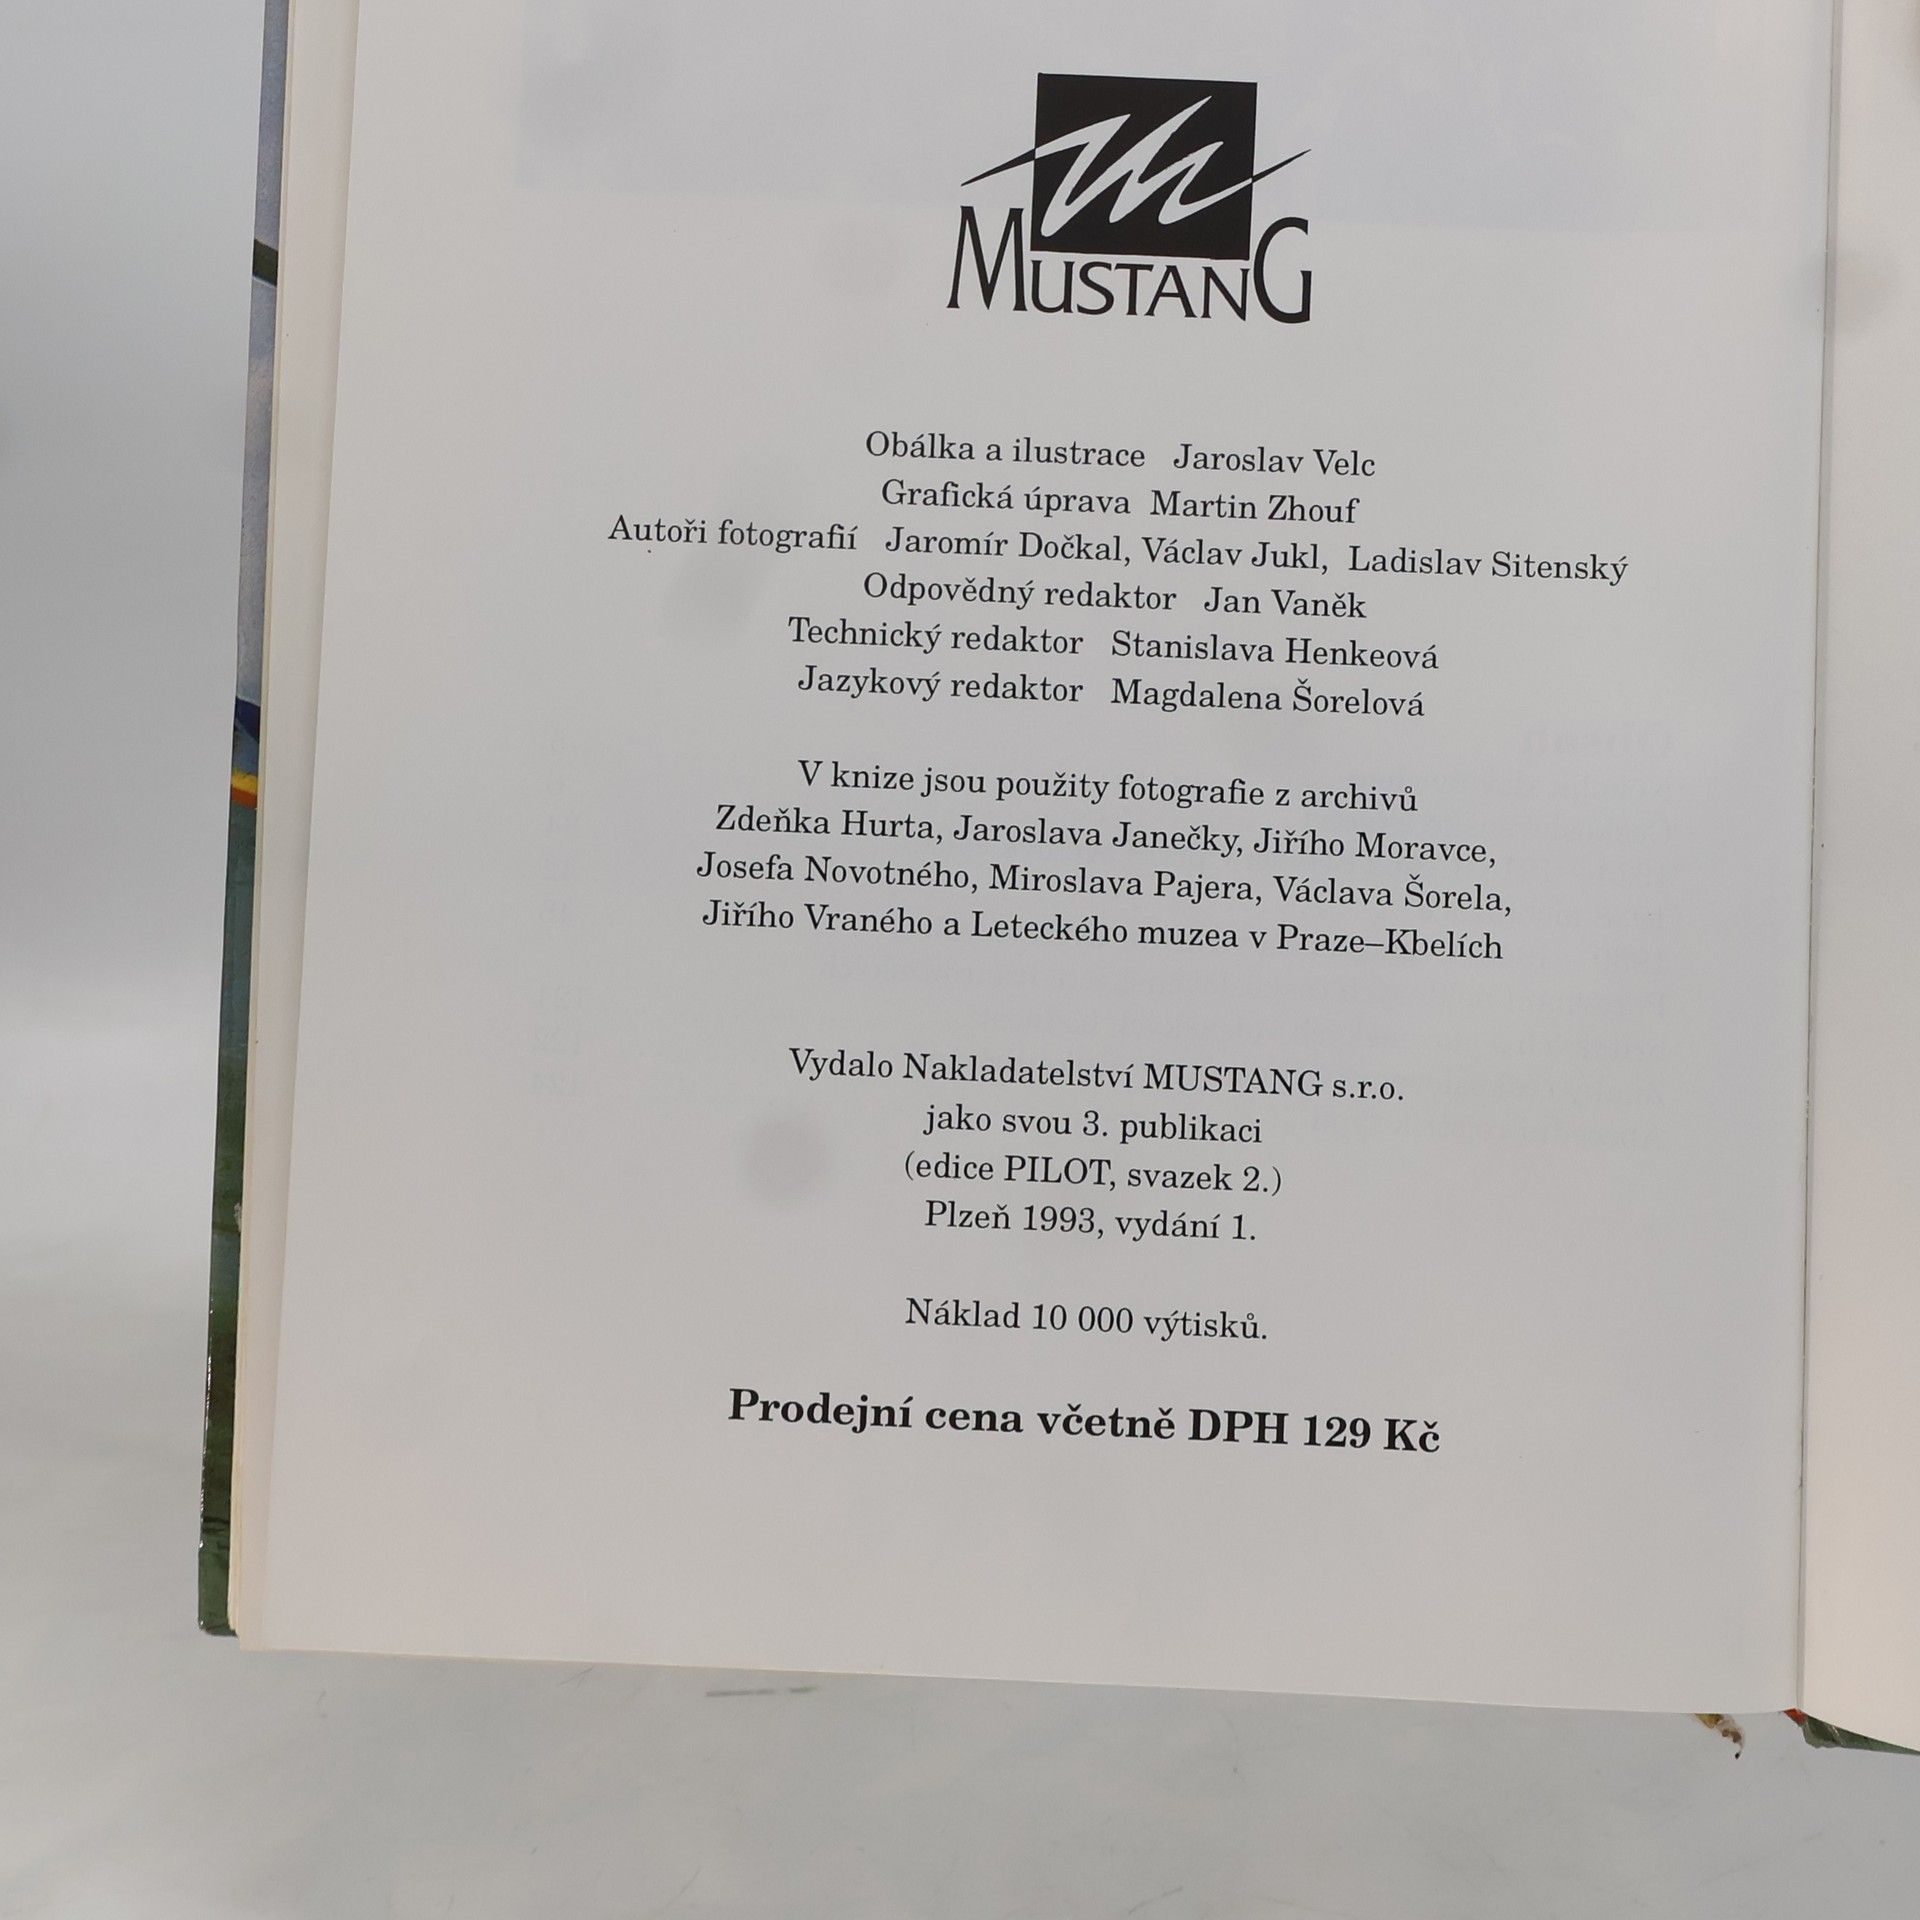 MUSTANG
Obálka a ilustrace Jaroslav Velc
Grafická úprava Martin Zhouf
Autoři fotografií Jaromír Dočkal, Václav Jukl, Ladislav Sitenský
Odpovědný redaktor Jan Vaněk
Technický redaktor Stanislava Henkeová
Jazykový redaktor Magdalena Šorelová
V knize jsou použity fotografie z archivů
Zdeňka Hurta, Jaroslava Janečky, Jiřího Moravce,
Josefa Novotného, Miroslava Pajera, Václava Šorela,
Jiřího Vraného a Leteckého muzea v Praze–Kbelích
Vydalo Nakladatelství MUSTANG s.r.o.
jako svou 3. publikaci
(edice PILOT, svazek 2.)
Plzeň 1993, vydání 1.
Náklad 10 000 výtisků.
Prodejní cena včetně DPH 129 Kč